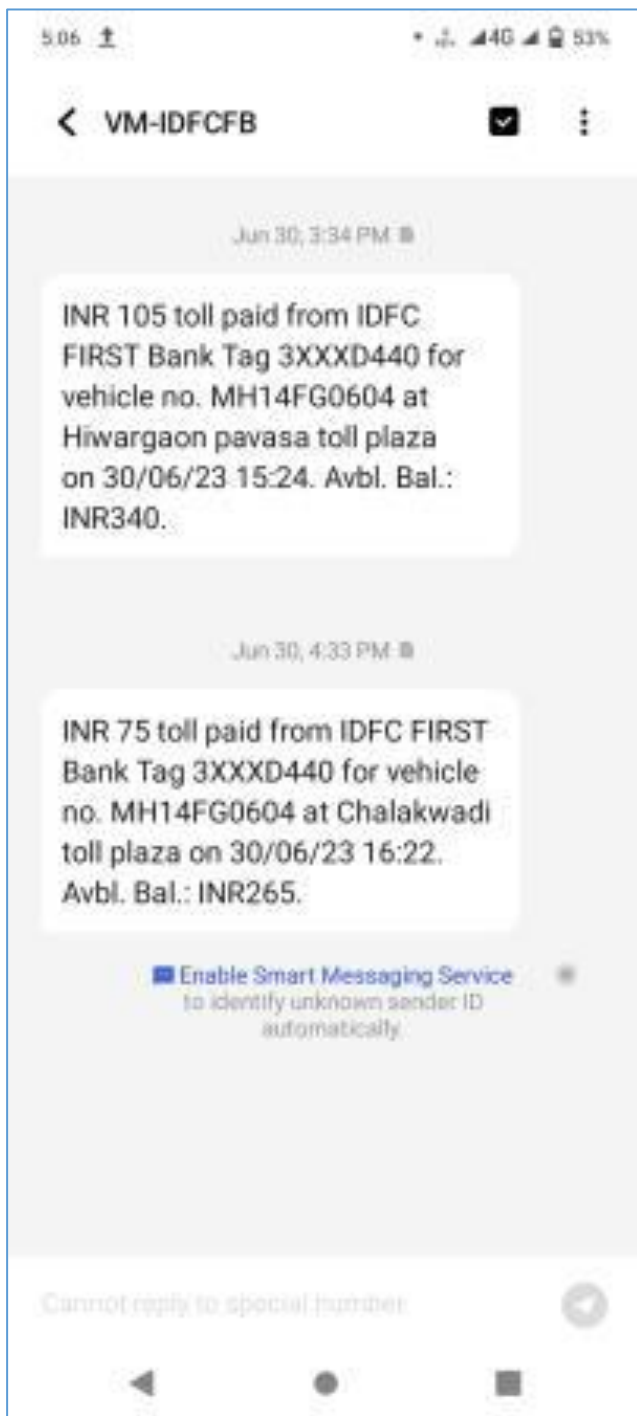 5:06
4G 53%
VM-IDFCFB
Jun 30, 3:34 PM
INR 105 toll paid from IDFC
FIRST Bank Tag 3XXXD440 for
vehicle no. MH14FG0604 at
Hiwargaon pavasa toll plaza
on 30/06/23 15:24. Avbl. Bal.:
INR340.
Jun 30, 4:33 PM
INR 75 toll paid from IDFC FIRST
Bank Tag 3XXXD440 for vehicle
no. MH14FG0604 at Chalakwadi
toll plaza on 30/06/23 16:22.
Avbl. Bal.: INR265.
Enable Smart Messaging Service
to identify unknown sender ID
automatically.
Cannot reply to special number